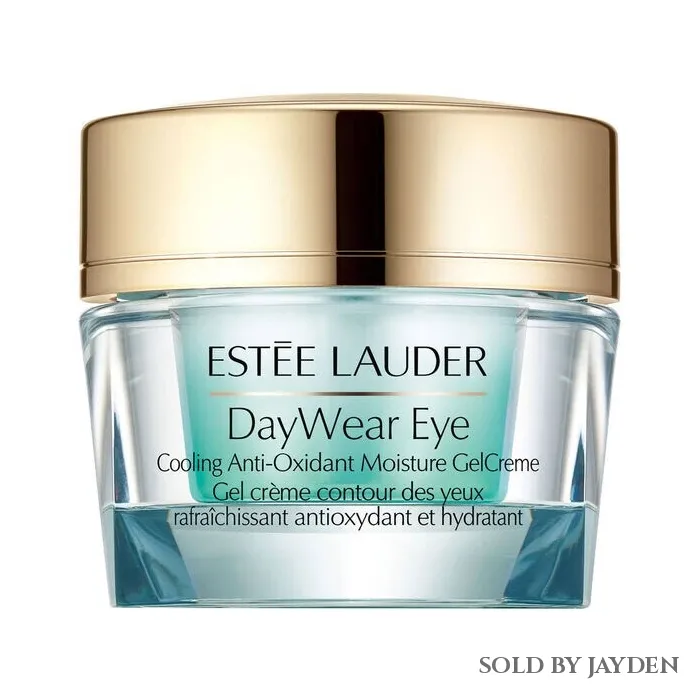 ESTĒE LAUDER
DayWear Eye
Cooling Anti-Oxidant Moisture GelCreme
Gel crème contour des yeux
rafraîchissant antioxydant et hydratant
SOLD BY JAYDEN